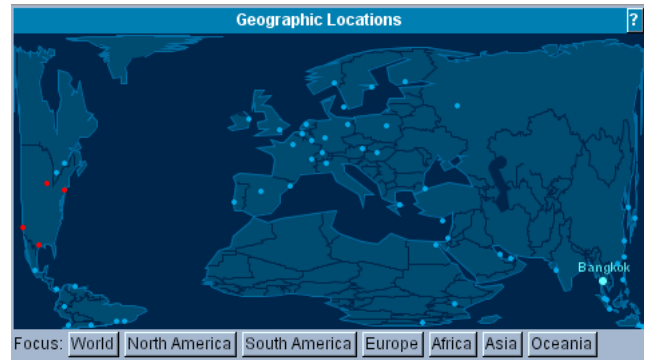 Geographic Locations ?
Bangkok
Focus: World North America South America Europe Africa Asia Oceania